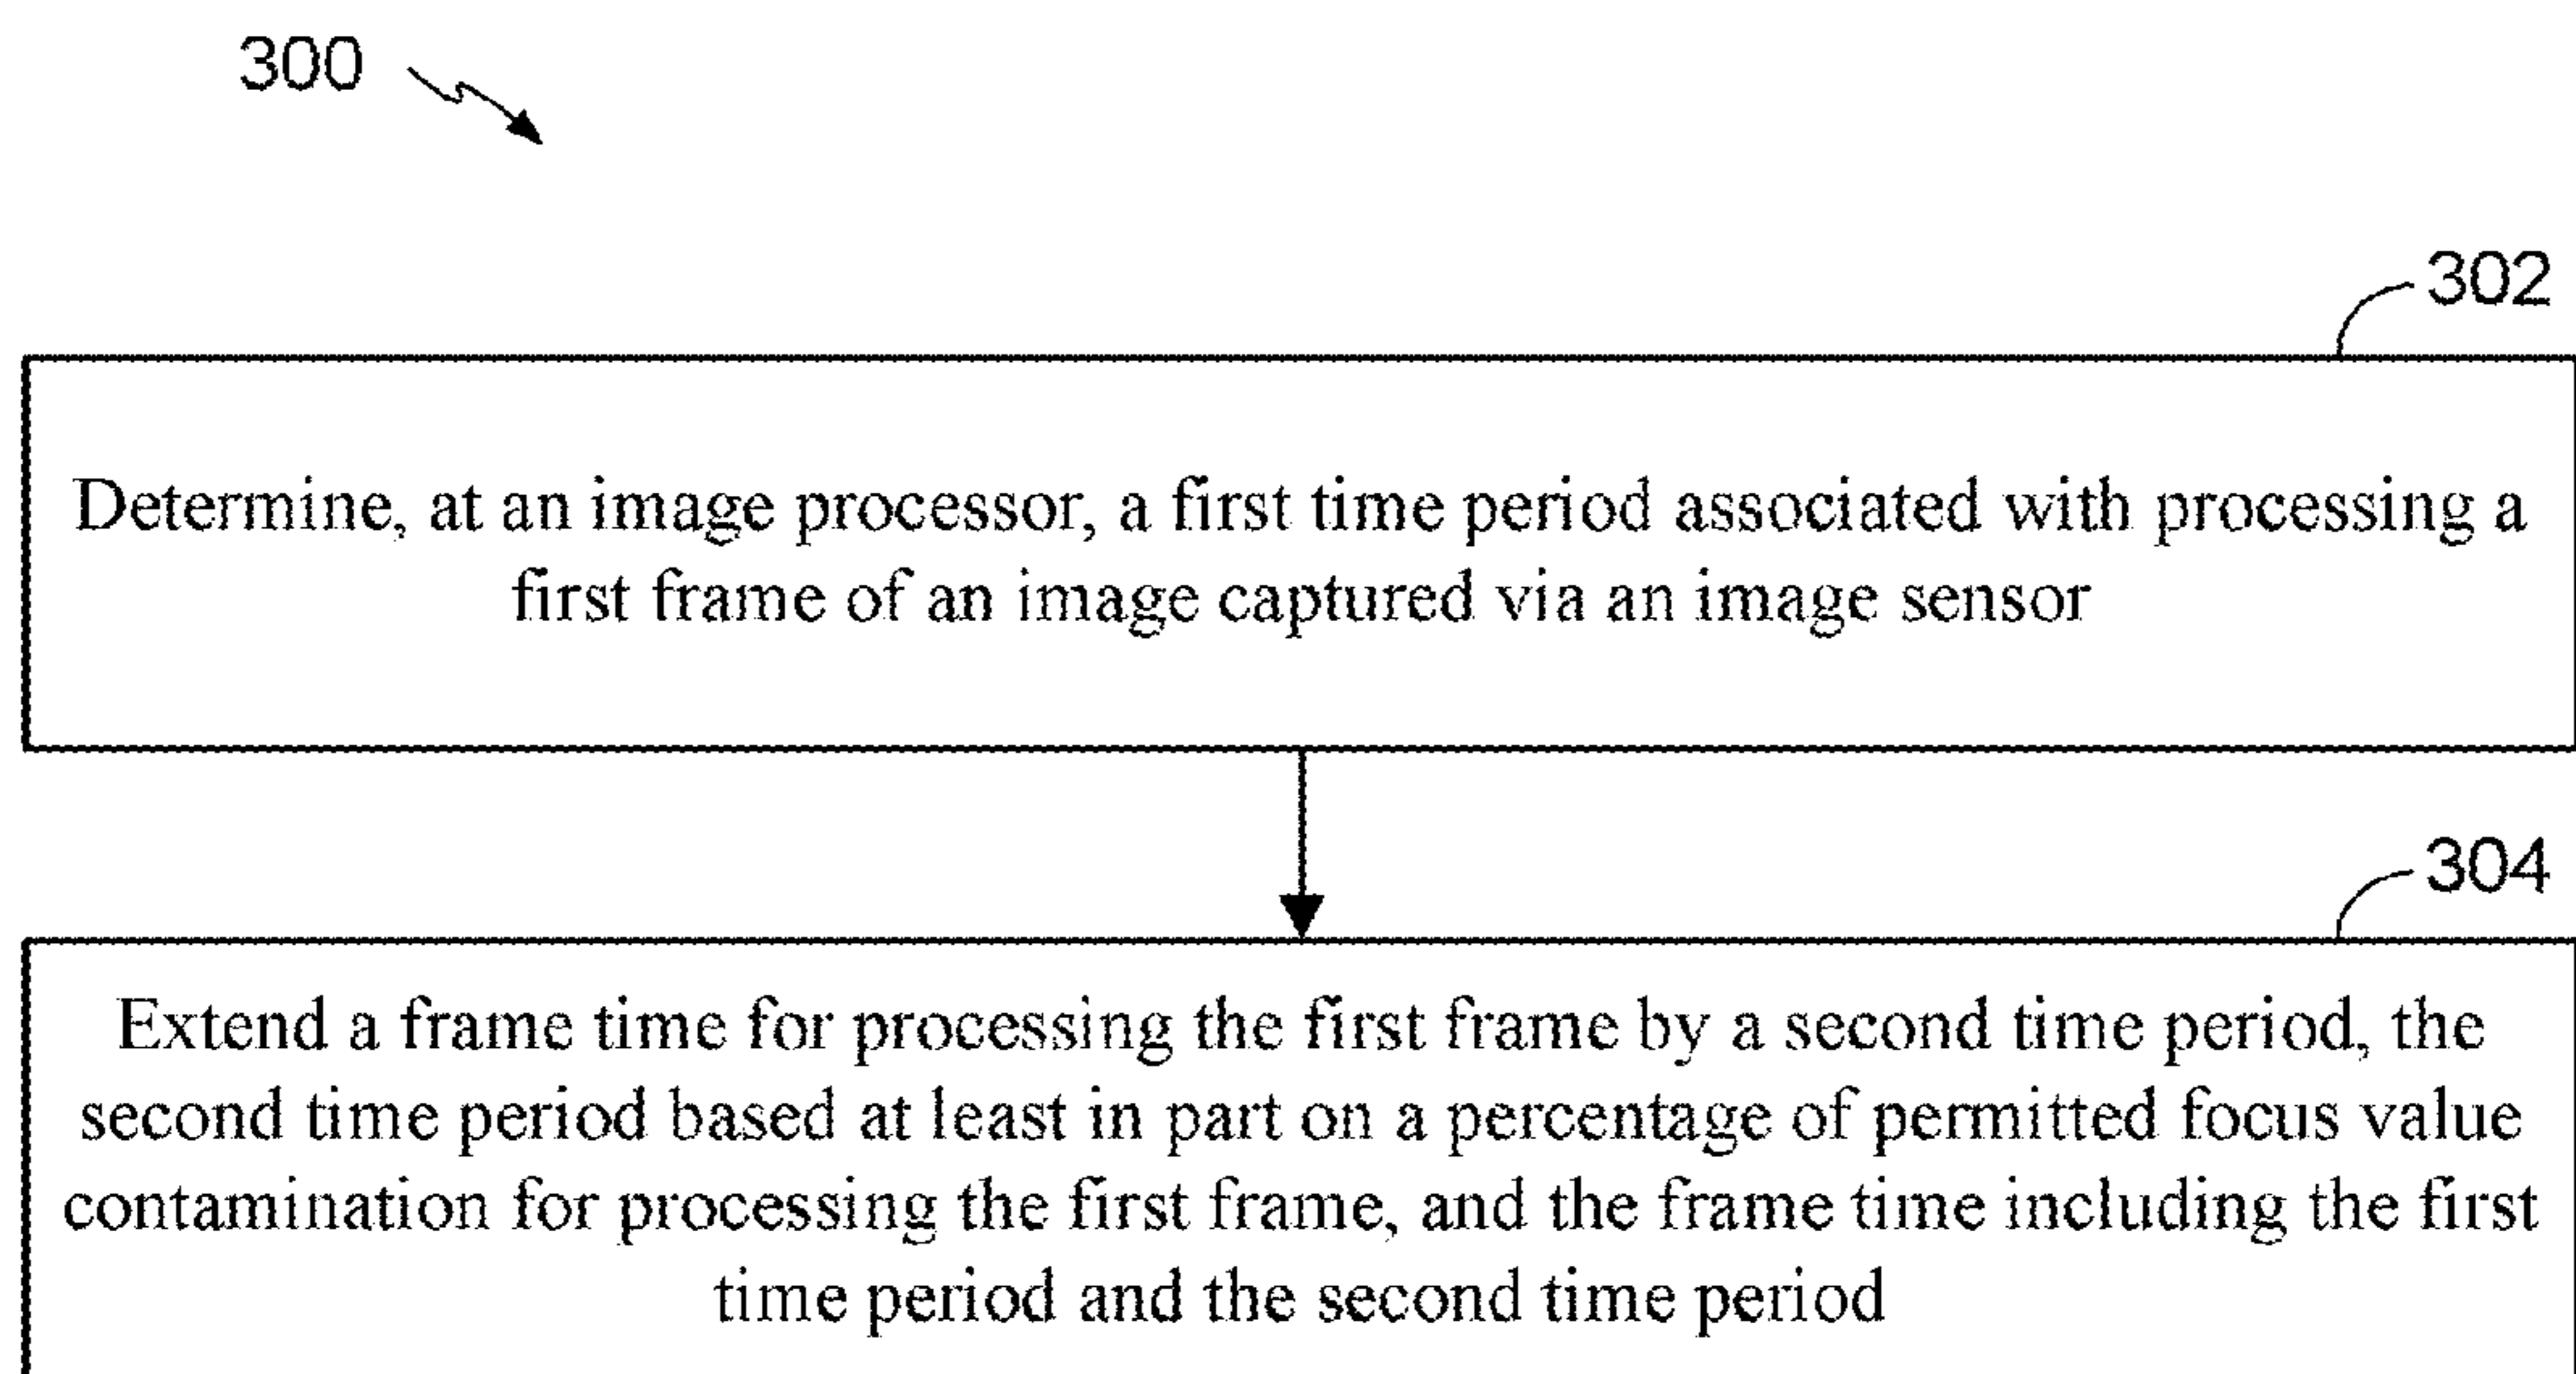 300
302
Determine, at an image processor, a first time period associated with processing a
first frame of an image captured via an image sensor
304
Extend a frame time for processing the first frame by a second time period, the
second time period based at least in part on a percentage of permitted focus value
contamination for processing the first frame, and the frame time including the first
time period and the second time period